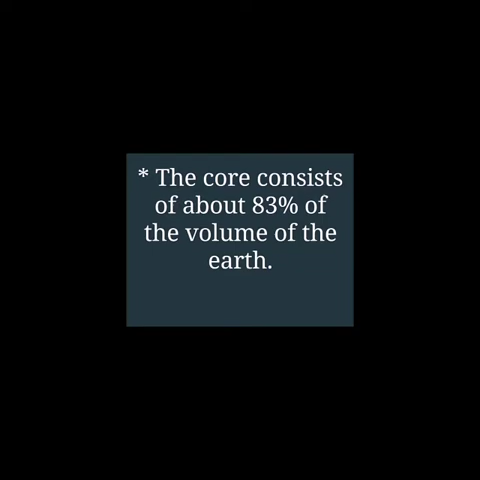 * The core consists
of about 83% of
the volume of the
earth.